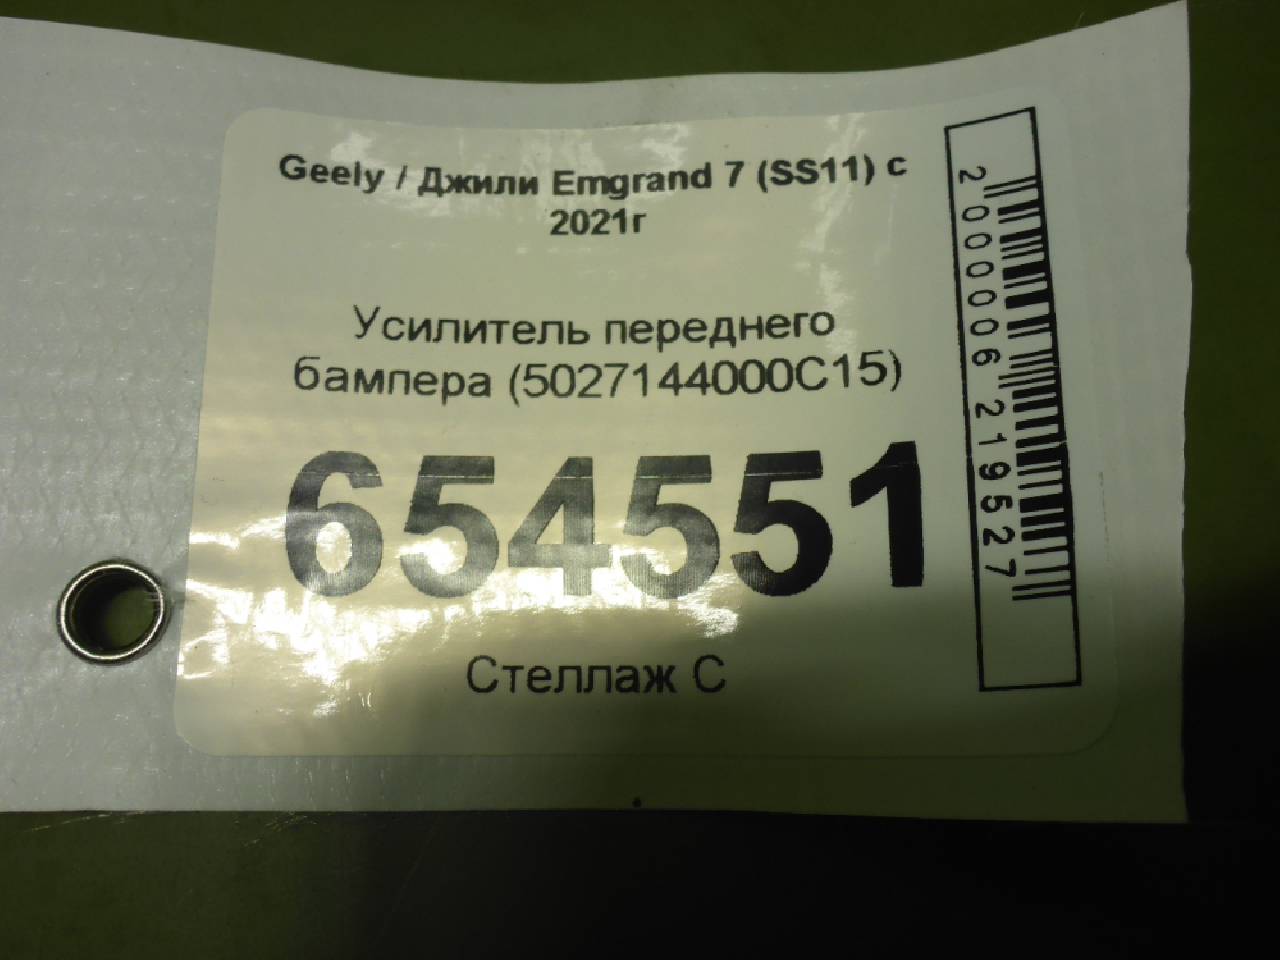 Geely / Джили Emgrand 7 (SS11) с
2021г
Усилитель переднего
бампера (5027144000C15)
654551
Стеллаж С
2000006219527